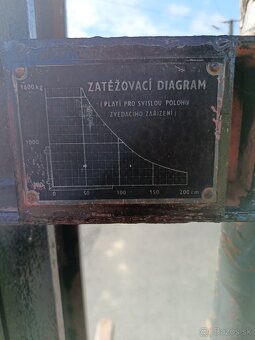 ZATĚŽOVACÍ DIAGRAM
(PLATÍ PRO SVISLOU POLOHU
ZVEDACÍHO ZAŘÍZENÍ)
1600 kg
1000
0
50
100
150
200 cm